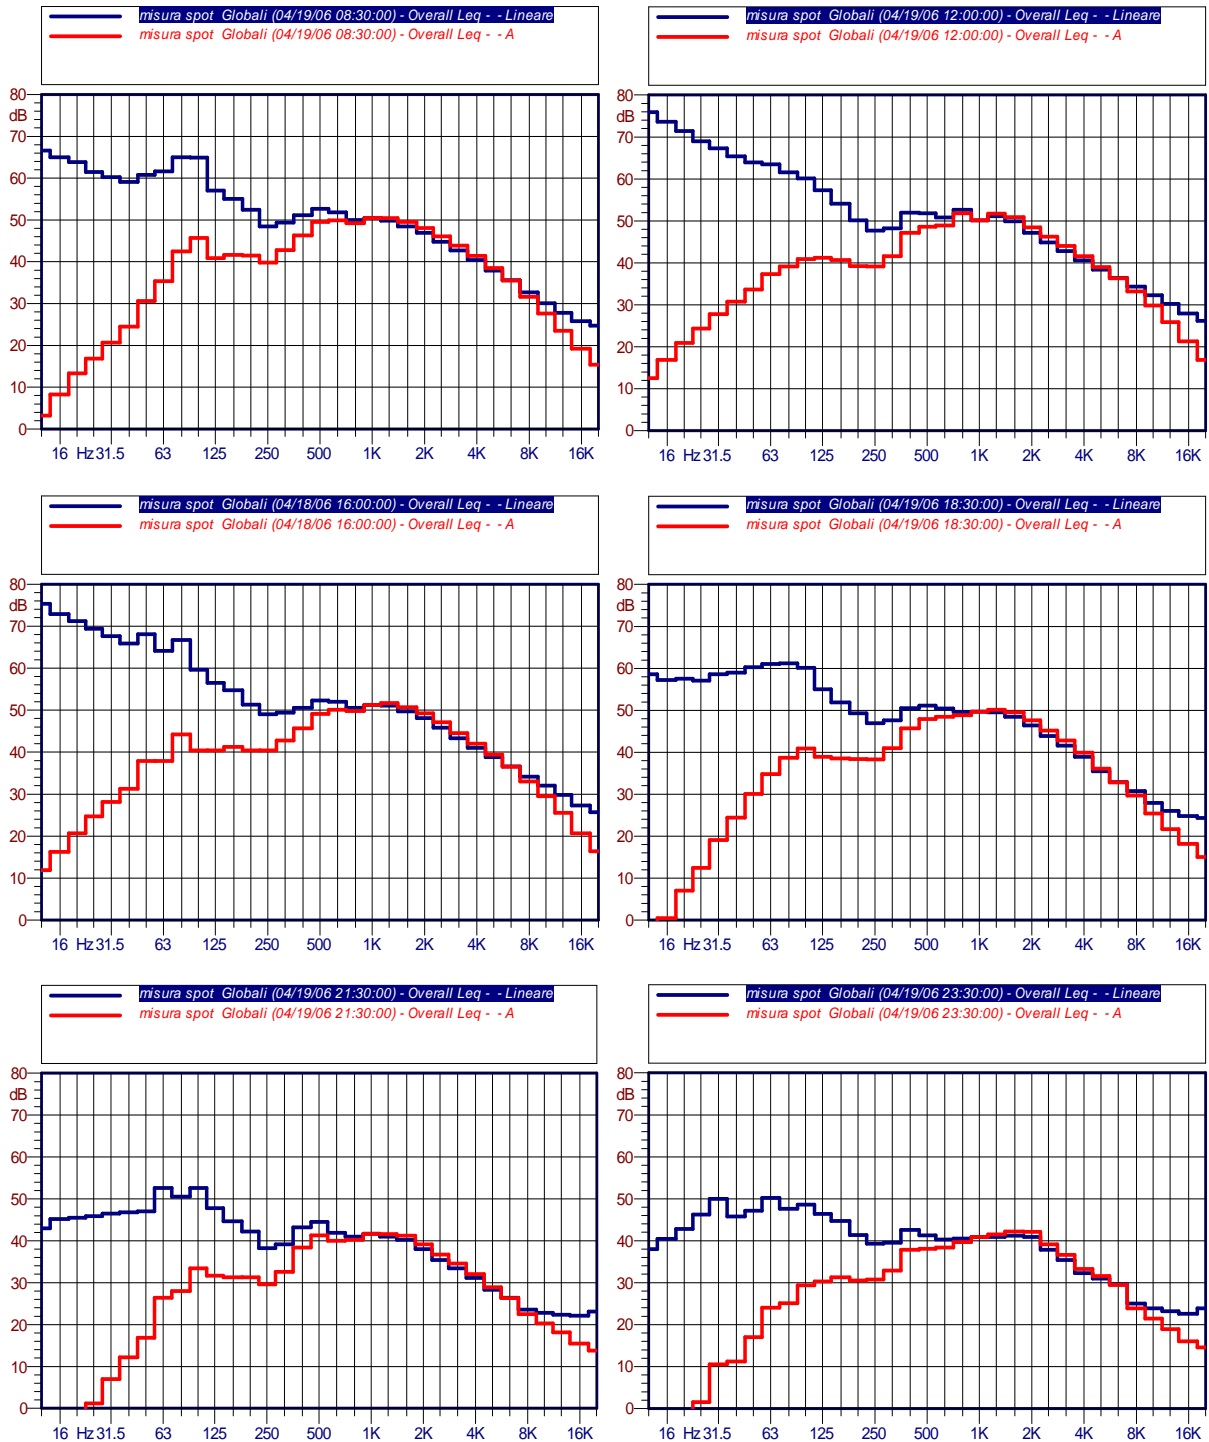 misura spot Globali (04/19/06 08:30:00) - Overall Leq - - Lineare
misura spot Globali (04/19/06 08:30:00) - Overall Leq - - A
80
dB
70
60
50
40
30
20
10
0
16 Hz 31.5 63 125 250 500 1K 2K 4K 8K 16K
misura spot Globali (04/19/06 12:00:00) - Overall Leq - - Lineare
misura spot Globali (04/19/06 12:00:00) - Overall Leq - - A
80
dB
70
60
50
40
30
20
10
0
16 Hz 31.5 63 125 250 500 1K 2K 4K 8K 16K
misura spot Globali (04/18/06 16:00:00) - Overall Leq - - Lineare
misura spot Globali (04/18/06 16:00:00) - Overall Leq - - A
80
dB
70
60
50
40
30
20
10
0
16 Hz 31.5 63 125 250 500 1K 2K 4K 8K 16K
misura spot Globali (04/19/06 18:30:00) - Overall Leq - - Lineare
misura spot Globali (04/19/06 18:30:00) - Overall Leq - - A
80
dB
70
60
50
40
30
20
10
0
16 Hz 31.5 63 125 250 500 1K 2K 4K 8K 16K
misura spot Globali (04/19/06 21:30:00) - Overall Leq - - Lineare
misura spot Globali (04/19/06 21:30:00) - Overall Leq - - A
80
dB
70
60
50
40
30
20
10
0
16 Hz 31.5 63 125 250 500 1K 2K 4K 8K 16K
misura spot Globali (04/19/06 23:30:00) - Overall Leq - - Lineare
misura spot Globali (04/19/06 23:30:00) - Overall Leq - - A
80
dB
70
60
50
40
30
20
10
0
16 Hz 31.5 63 125 250 500 1K 2K 4K 8K 16K